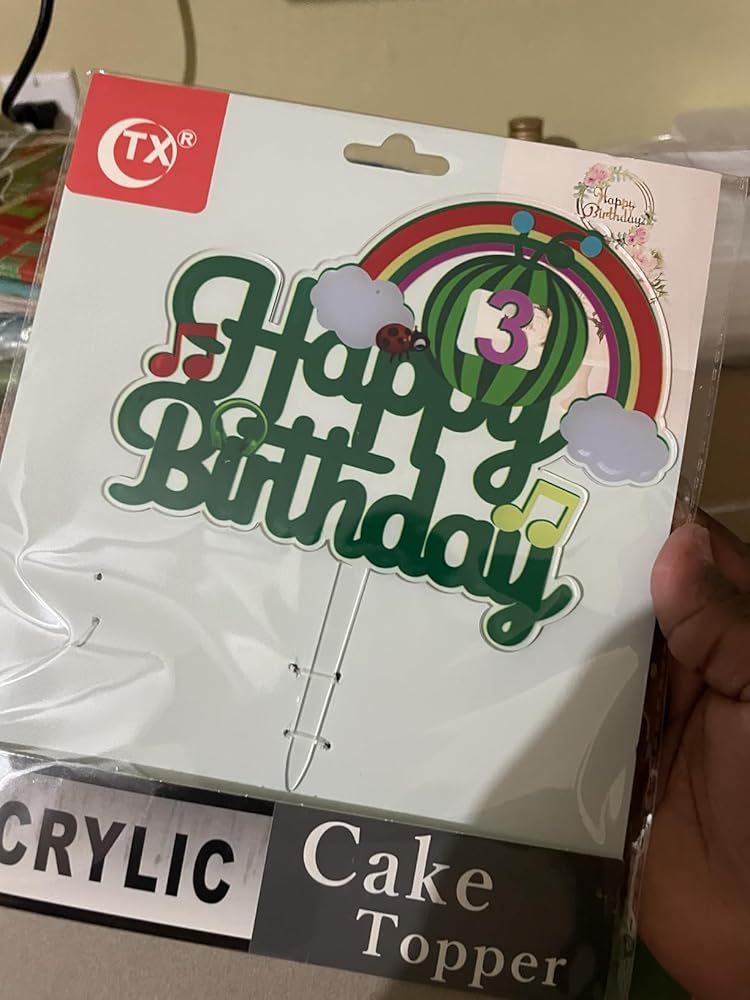 TX®
Happy
Birthday
3
Happy
Birthday
CRYLIC
Cake
Topper